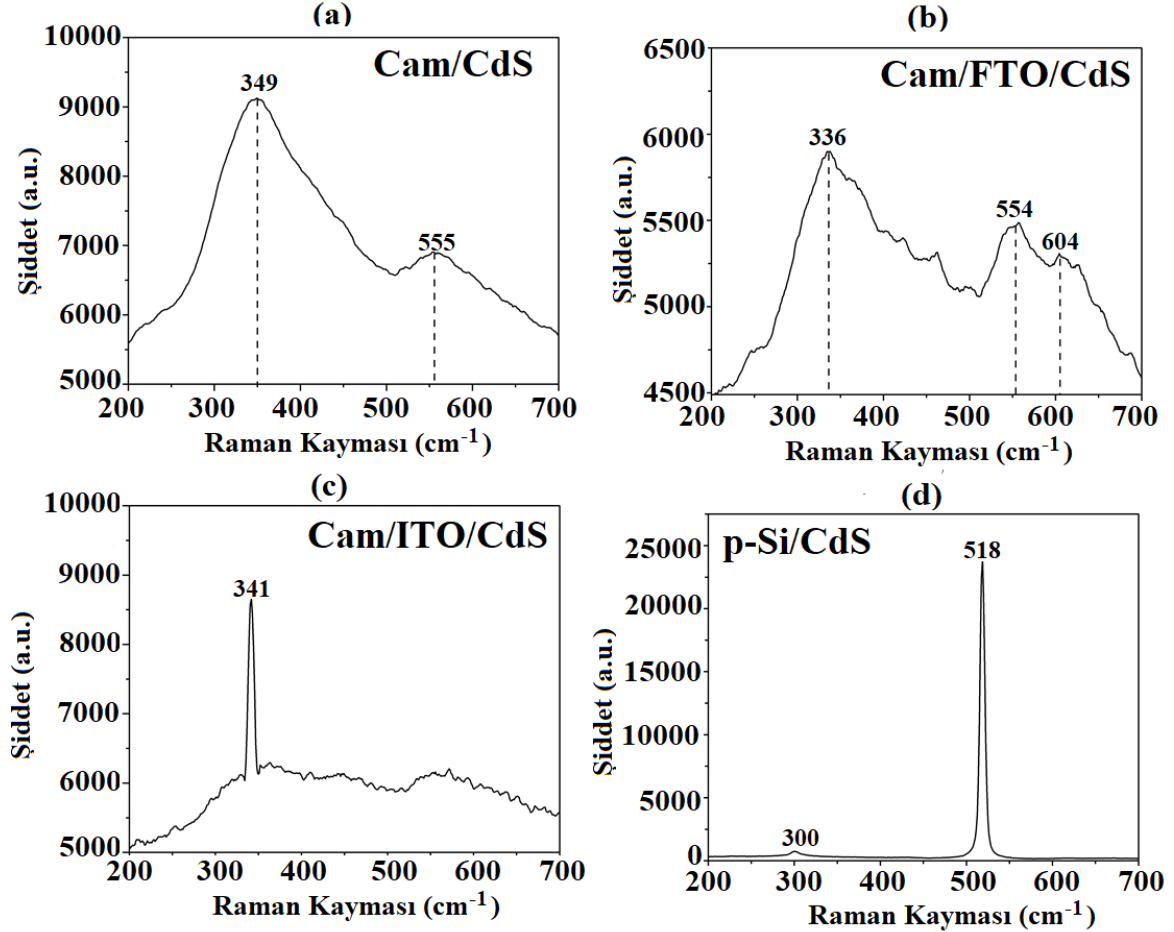 (a)
Cam/CdS
349
555
10000
9000
8000
7000
6000
5000
Şiddet (a.u.)
200 300 400 500 600 700
Raman Kayması (cm⁻¹)
(b)
Cam/FTO/CdS
336
554
604
6500
6000
5500
5000
4500
Şiddet (a.u.)
200 300 400 500 600 700
Raman Kayması (cm⁻¹)
(c)
Cam/ITO/CdS
341
10000
9000
8000
7000
6000
5000
Şiddet (a.u.)
200 300 400 500 600 700
Raman Kayması (cm⁻¹)
(d)
p-Si/CdS
518
300
25000
20000
15000
10000
5000
0
Şiddet (a.u.)
200 300 400 500 600 700
Raman Kayması (cm⁻¹)